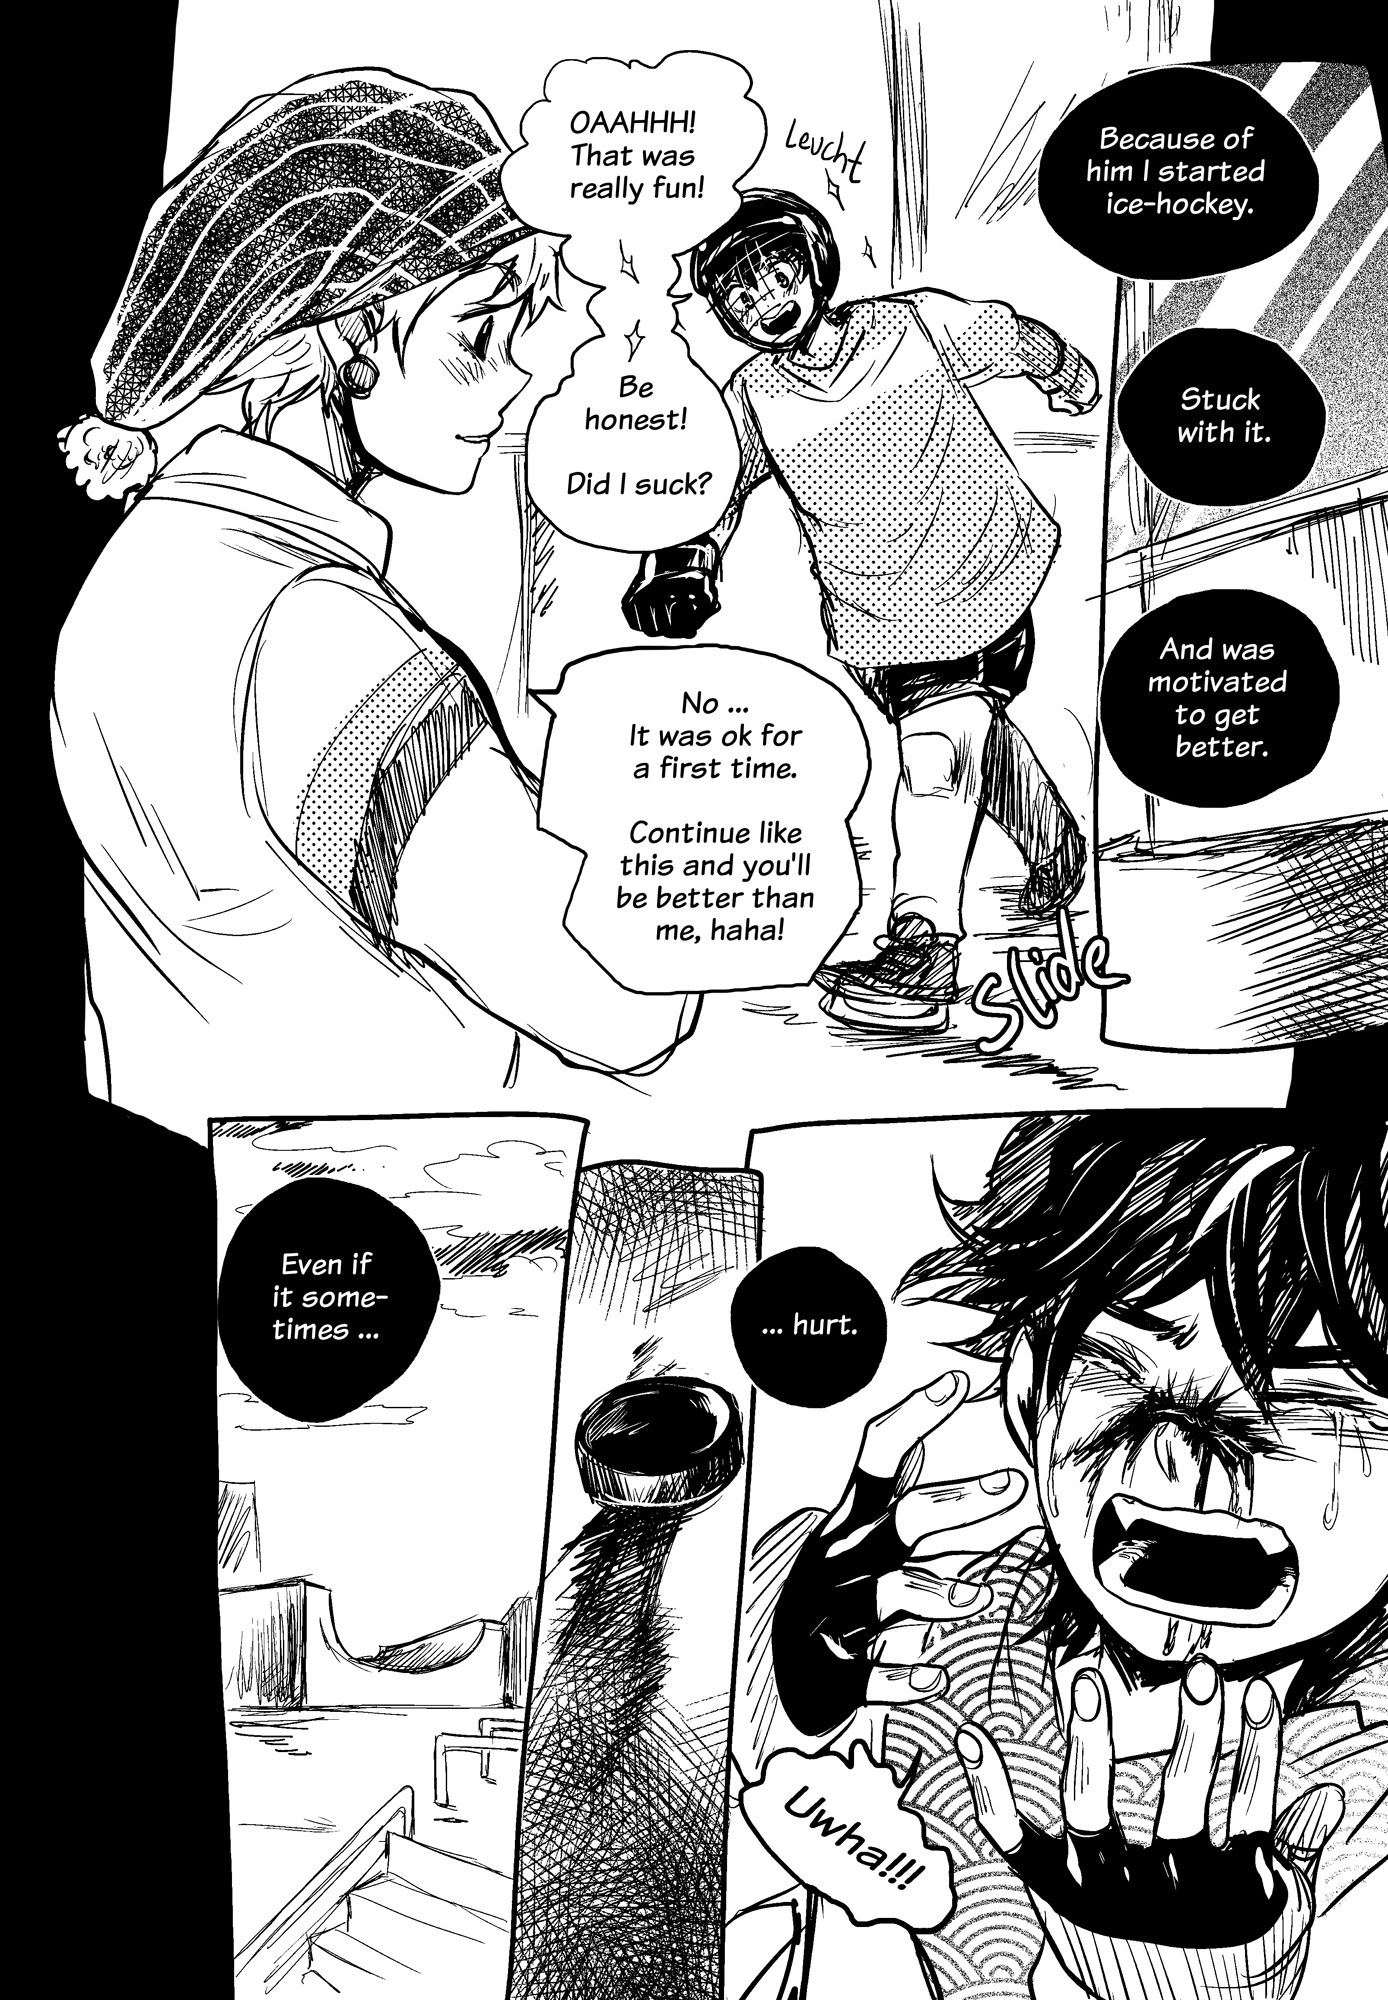 OAAHHH!
That was
really fun!
Leucht
Be
honest!
Did I suck?
No ...
It was ok for
a first time.
Continue like
this and you'll
be better than
me, haha!
Slide
Because of
him I started
ice-hockey.
Stuck
with it.
And was
motivated
to get
better.
Even if
it some-
times ...
... hurt.
Uwha!!!